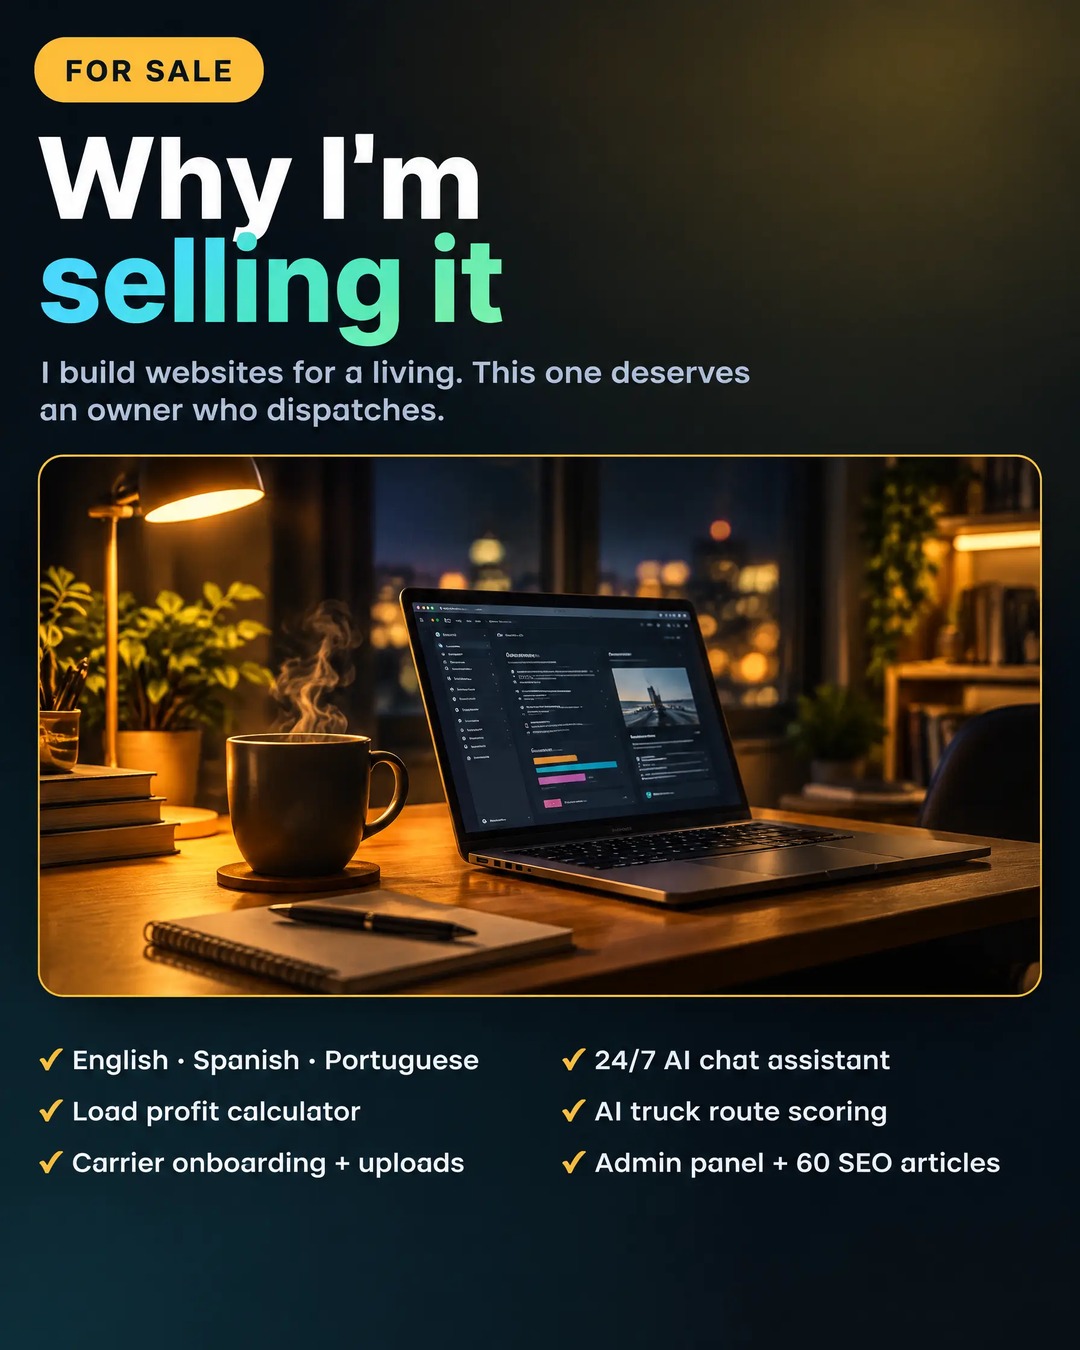 FOR SALE
Why I'm
selling it
I build websites for a living. This one deserves
an owner who dispatches.
✓ English · Spanish · Portuguese
✓ Load profit calculator
✓ Carrier onboarding + uploads
✓ 24/7 AI chat assistant
✓ AI truck route scoring
✓ Admin panel + 60 SEO articles